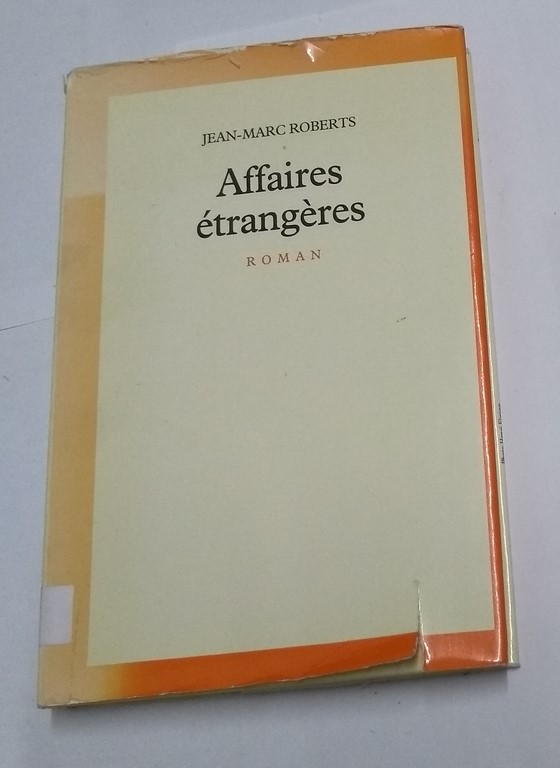 JEAN-MARC ROBERTS
Affaires
étrangères
ROMAN